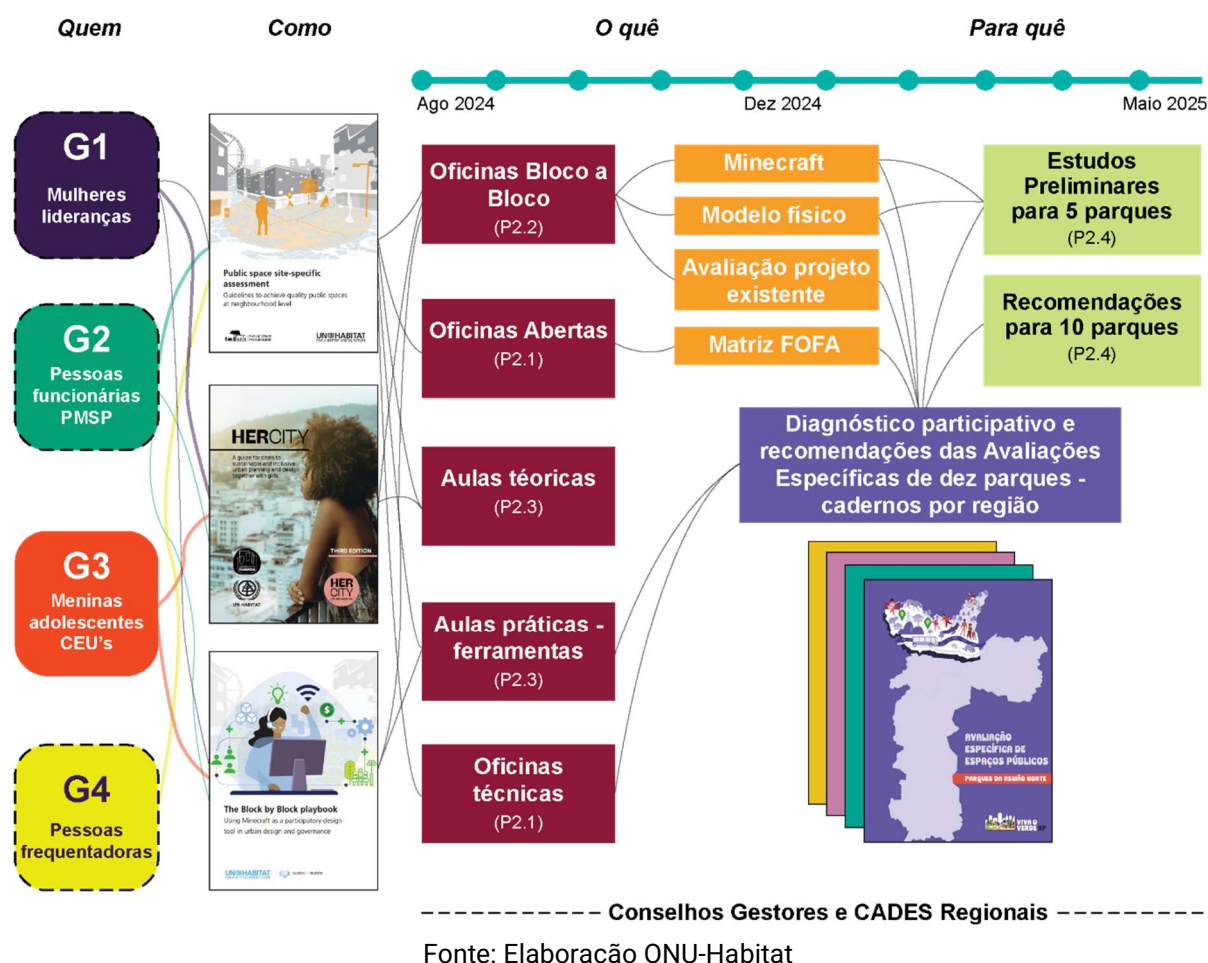 Quem
Como
O quê
Para quê
Ago 2024
Dez 2024
Maio 2025
G1
Mulheres
lideranças
G2
Pessoas
funcionárias
PMSP
G3
Meninas
adolescentes
CEU's
G4
Pessoas
frequentadoras
Public space site-specific
assessment
Guidelines to achieve quality public spaces
at neighbourhood level
UN HABITAT
HERCITY
A guide for cities to
sustainable and inclusive
urban planning and design
together with girls
THIRD EDITION
UN HABITAT
HER
CITY
The Block by Block playbook
Using Minecraft as a participatory design
tool in urban design and governance
UN HABITAT
Oficinas Bloco a
Bloco
(P2.2)
Oficinas Abertas
(P2.1)
Aulas téoricas
(P2.3)
Aulas práticas -
ferramentas
(P2.3)
Oficinas
técnicas
(P2.1)
Minecraft
Modelo físico
Avaliação projeto
existente
Matriz FOFA
Estudos
Preliminares
para 5 parques
(P2.4)
Recomendações
para 10 parques
(P2.4)
Diagnóstico participativo e
recomendações das Avaliações
Específicas de dez parques -
cadernos por região
AVALIAÇÃO
ESPECÍFICA DE
ESPAÇOS PÚBLICOS
PARQUES DA REGIÃO NORTE
VIVA O
VERDE SP
Conselhos Gestores e CADES Regionais
Fonte: Elaboração ONU-Habitat